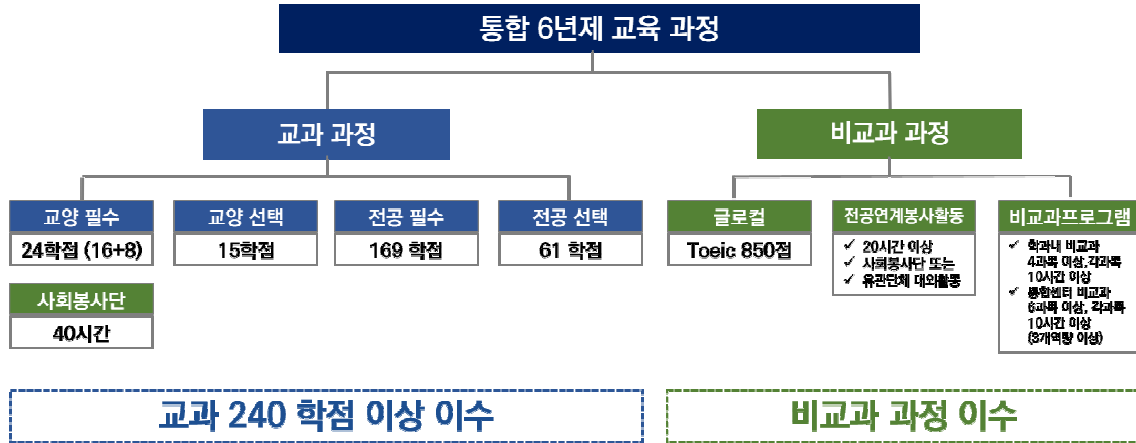 통합 6년제 교육 과정
교과 과정
비교과 과정
교양 필수
24학점 (16+8)
교양 선택
15학점
전공 필수
169 학점
전공 선택
61 학점
사회봉사단
40시간
글로컬
Toeic 850점
전공연계봉사활동
✓ 20시간 이상
✓ 사회봉사단 또는
✓ 유관단체 대외활동
비교과프로그램
✓ 학과내 비교과
4과목 이상,각과목
10시간 이상
✓ 통합센터 비교과
6과목 이상, 각과목
10시간 이상
(3개역량 이상)
교과 240 학점 이상 이수
비교과 과정 이수